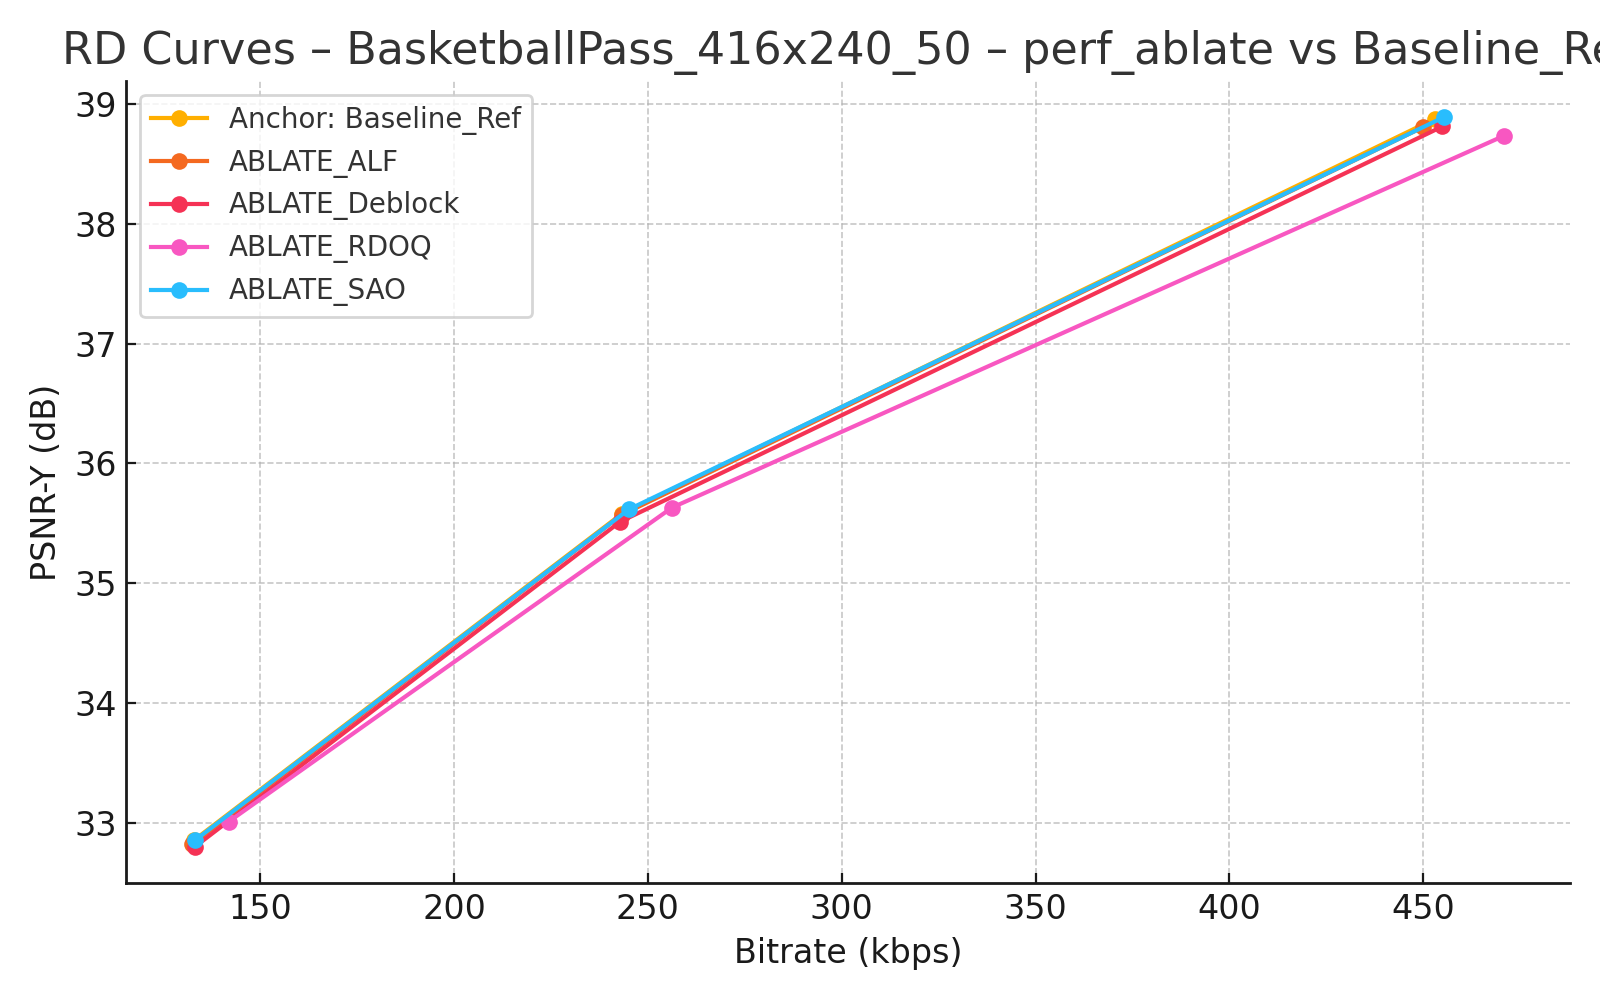 RD Curves – BasketballPass_416x240_50 – perf_ablate vs Baseline_Re
39
38
37
36
35
34
33
PSNR-Y (dB)
Anchor: Baseline_Ref
ABLATE_ALF
ABLATE_Deblock
ABLATE_RDOQ
ABLATE_SAO
150
200
250
300
350
400
450
Bitrate (kbps)